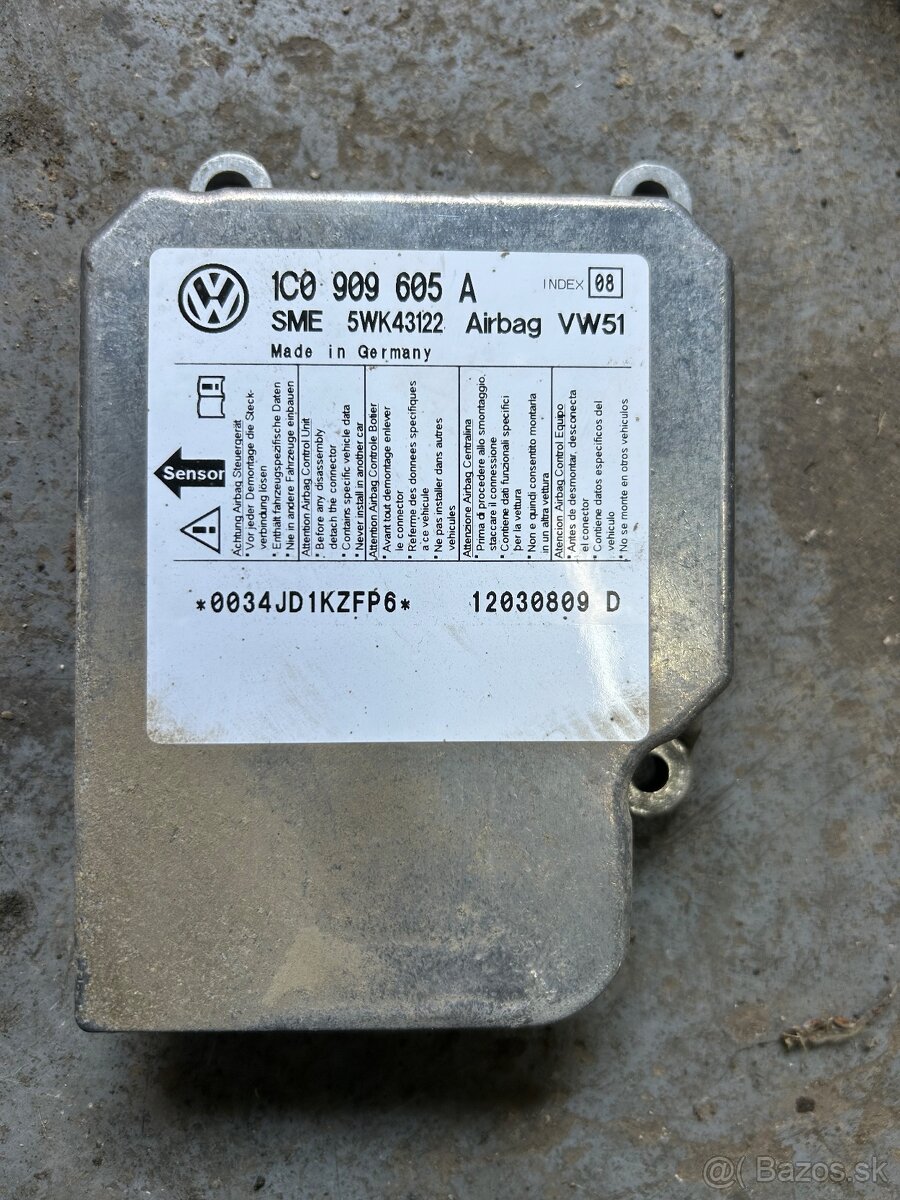 1C0 909 605 A
INDEX 08
SME 5WK43122 Airbag VW51
Made in Germany
Sensor
Achtung Airbag Steuergerät
* Vor jeder Demontage die Steck-
verbindung lösen
* Enthält fahrzeugspezifische Daten
* Nie in andere Fahrzeuge einbauen
Attention Airbag Control Unit
* Before any disassembly
detach the connector
* Contains specific vehicle data
* Never install in another car
Attention Airbag Controle Boitier
* Avant tout demontage enlever
le connector
* Referme des donnees specifiques
a ce vehicule
* Ne pas installer dans autres
vehicules
Attenzione Airbag Centralina
* Prima di procedere allo smontaggio,
staccare il connessione
* Contiene dati funzionali specifici
per la vettura
* Non e quindi consentito montarla
in un altra vettura
Atencion Airbag Control Equipo
* Antes de desmontar, desconecta
el connector
* Contiene datos especificos del
vehiculo
* No se monte en otros vehiculos
*0034JD1KZFP6* 12030809 D
@( Bazos.sk